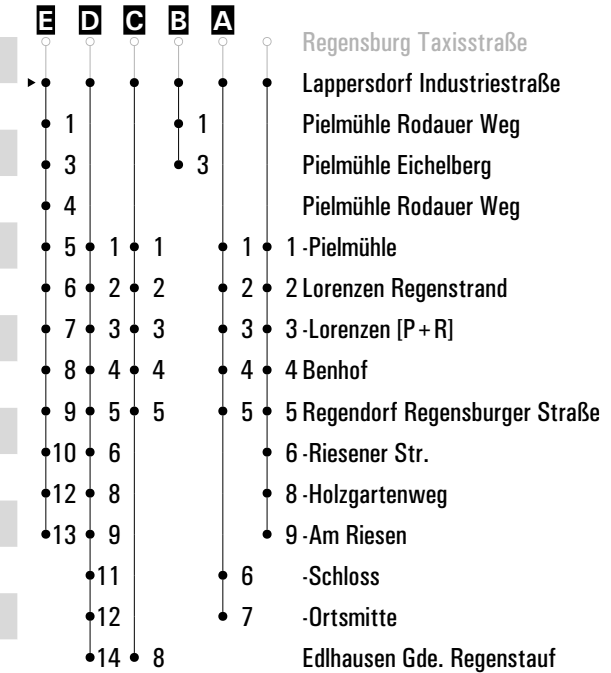 E D C B A
Regensburg Taxisstraße
Lappersdorf Industriestraße
1 1 Pielmühle Rodauer Weg
3 3 Pielmühle Eichelberg
4 Pielmühle Rodauer Weg
5 1 1 1 1 -Pielmühle
6 2 2 2 2 Lorenzen Regenstrand
7 3 3 3 3 -Lorenzen [P+R]
8 4 4 4 4 Benhof
9 5 5 5 5 Regendorf Regensburger Straße
10 6 6 -Riesener Str.
12 8 8 -Holzgartenweg
13 9 9 -Am Riesen
11 6 -Schloss
12 7 -Ortsmitte
14 8 Edlhausen Gde. Regenstauf